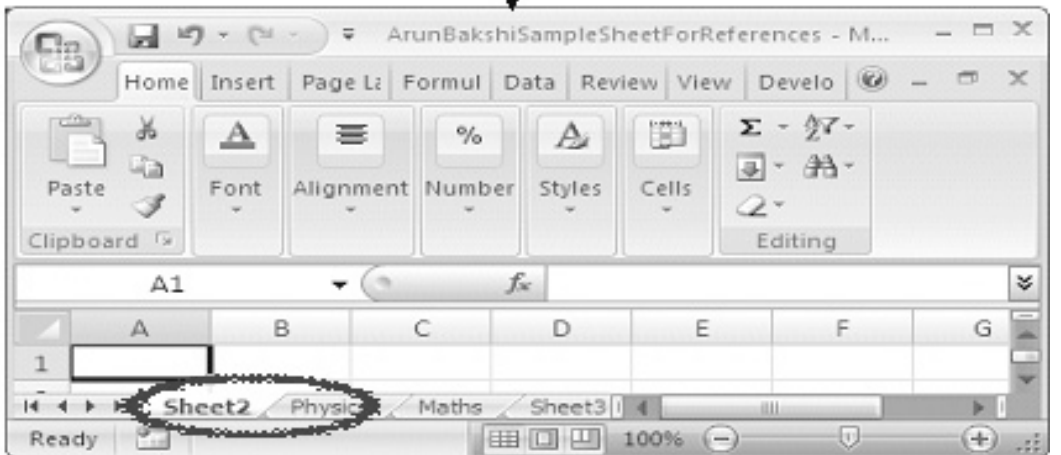 ArunBakshiSampleSheetForReferences - M...
Home Insert Page La Formul Data Review View Develo
Paste
Font Alignment Number Styles Cells
Σ
Clipboard Editing
A1 fx
A B C D E F G
1
Sheet2 Physic Maths Sheet3
Ready 100%